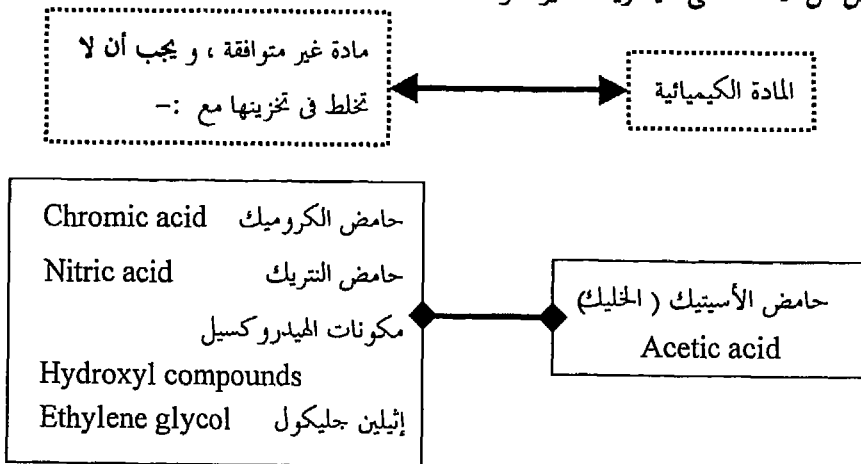 المادة الكيميائية
مادة غير متوافقة ، و يجب أن لا
تخلط فى تخزينها مع :–
حامض الأسيتيك ( الخليك)
Acetic acid
حامض الكروميك Chromic acid
حامض النتريك Nitric acid
مكونات الهيدروكسيل
Hydroxyl compounds
إثيلين جليكول Ethylene glycol